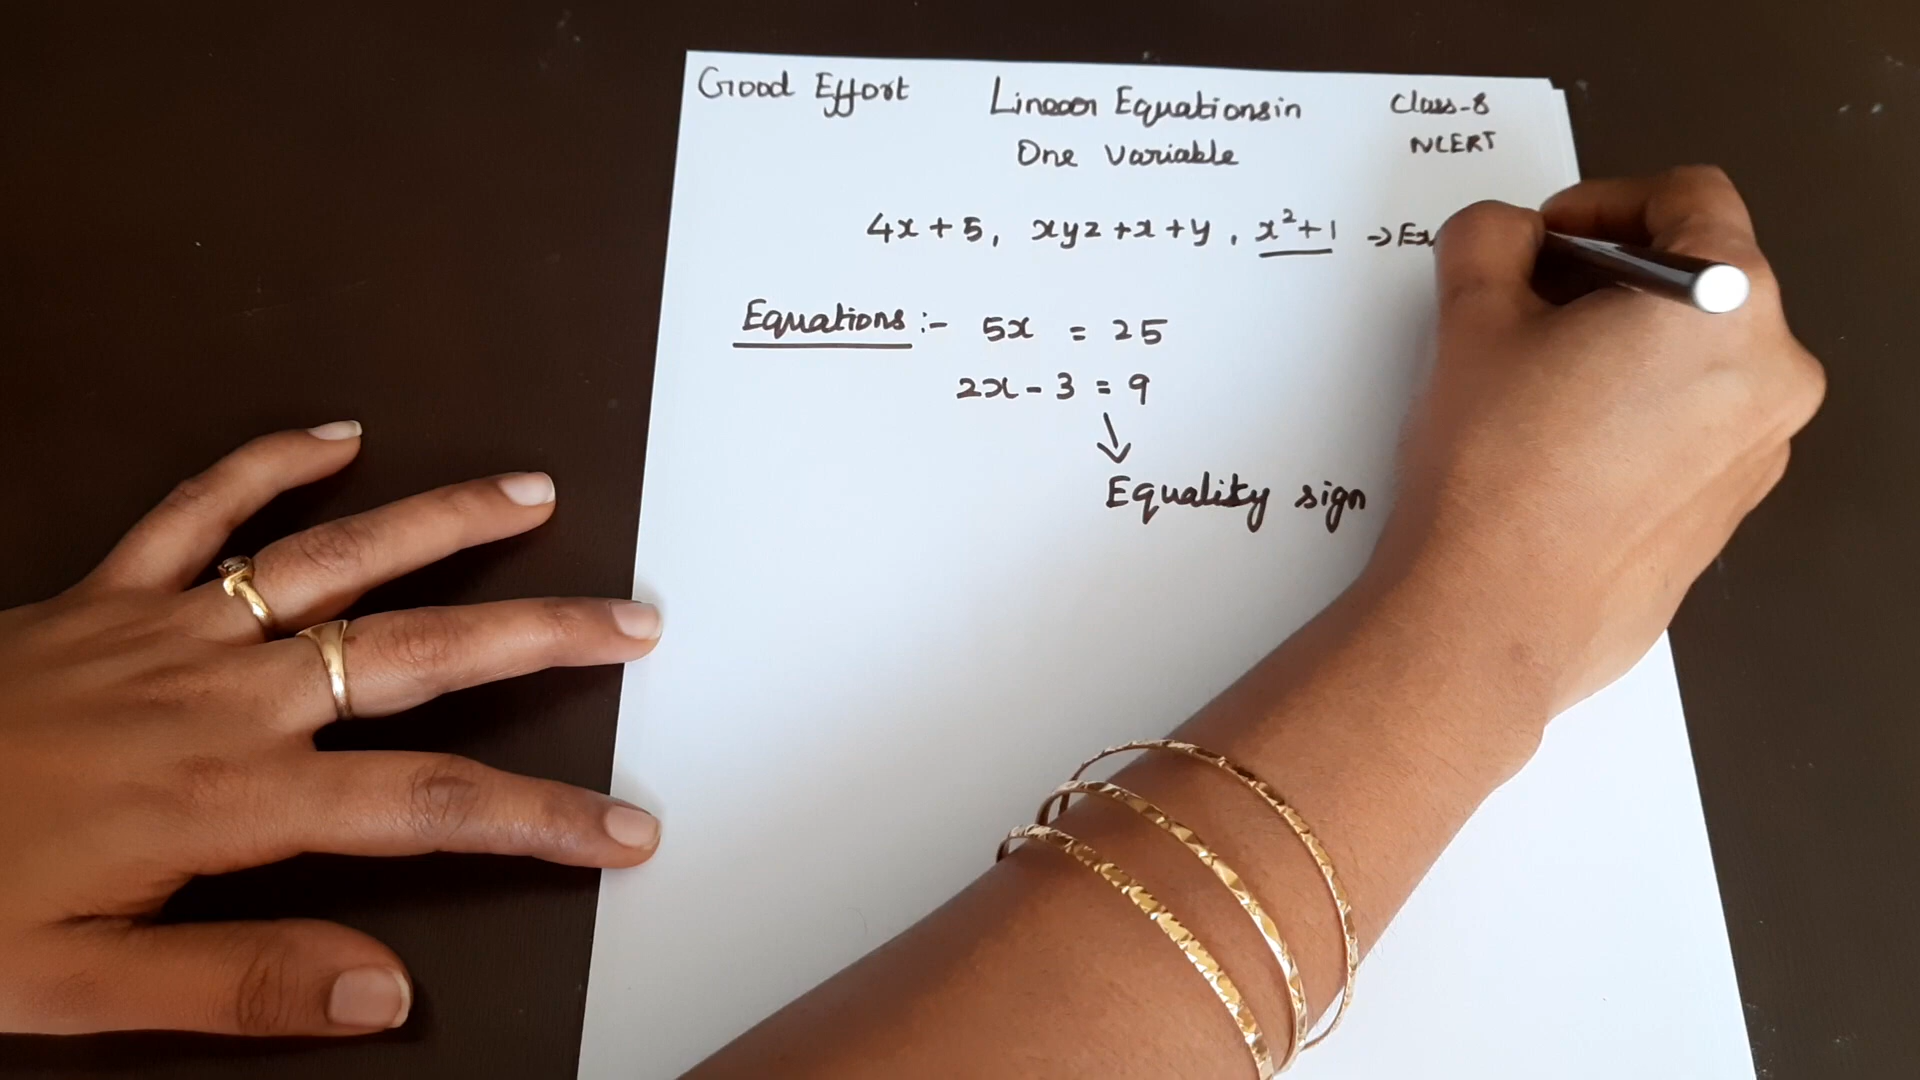 Good Effort
Linear Equations in
One Variable
Class-8
NCERT
4x + 5, xyz + x + y, x²+1 →
Equations :- 5x = 25
2x - 3 = 9
↓
Equality sign